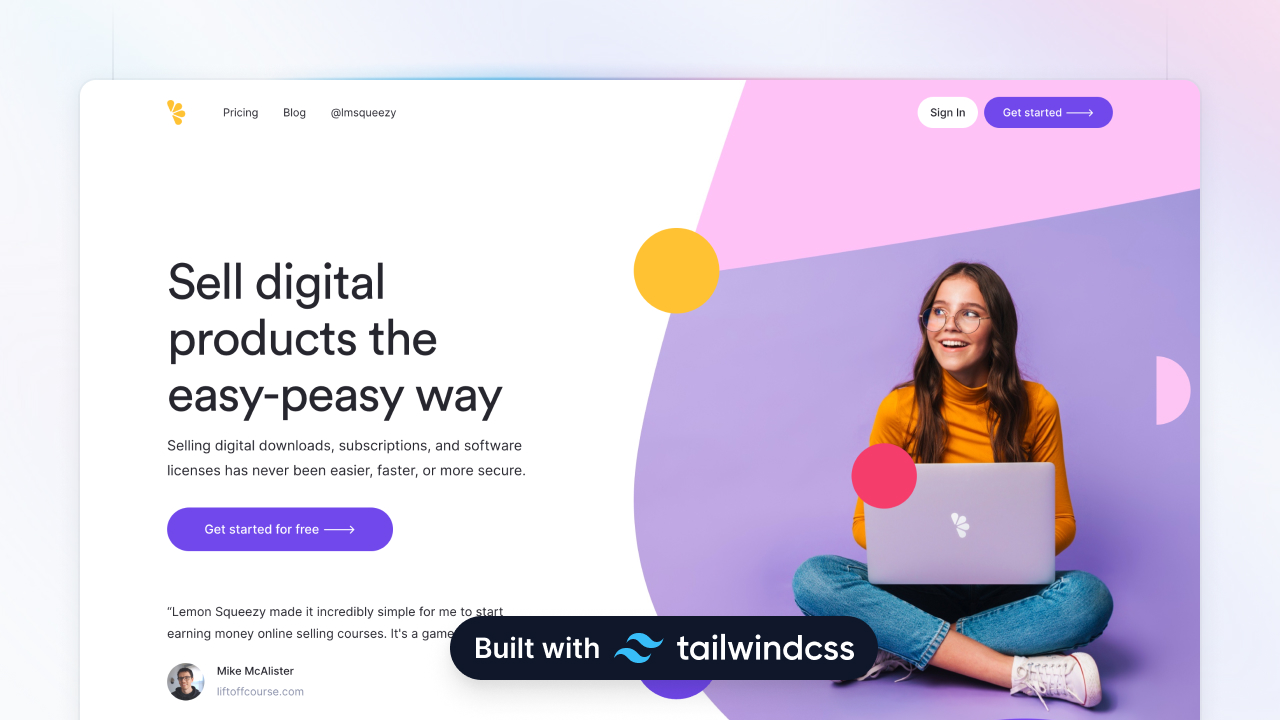 Pricing Blog @lmsqueezy Sign In Get started
Sell digital
products the
easy-peasy way
Selling digital downloads, subscriptions, and software
licenses has never been easier, faster, or more secure.
Get started for free
“Lemon Squeezy made it incredibly simple for me to start
earning money online selling courses. It's a game
Mike McAlister
liftoffcourse.com
Built with tailwindcss